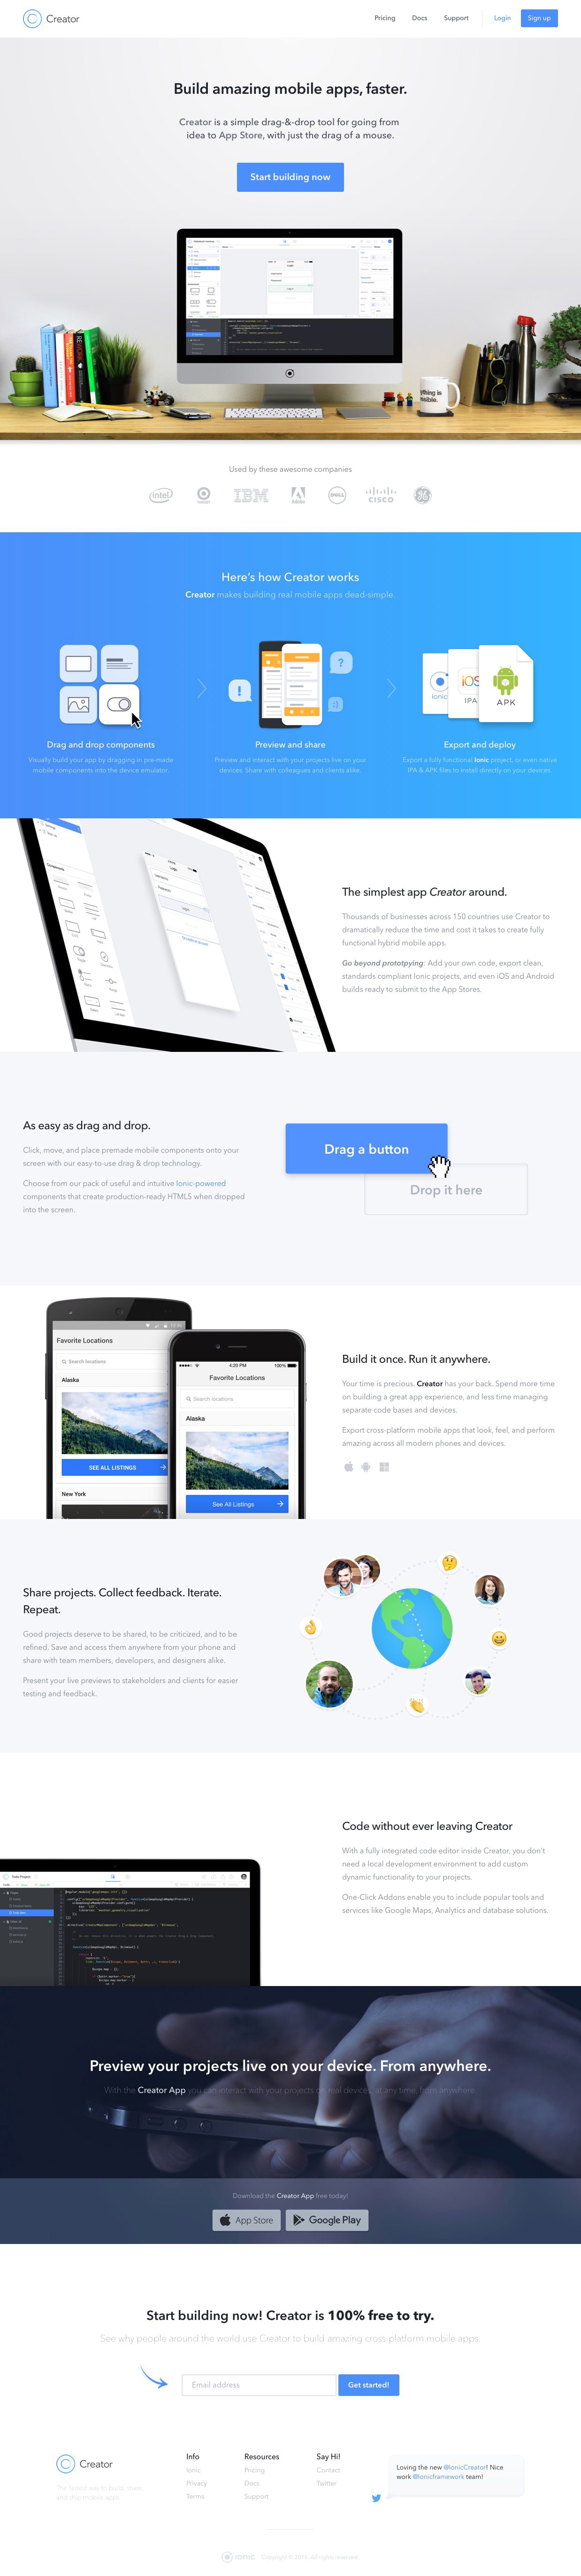 Creator
Pricing
Docs
Support
Login
Sign up
Build amazing mobile apps, faster.
Creator is a simple drag-&-drop tool for going from
idea to App Store, with just the drag of a mouse.
Start building now
Used by these awesome companies
intel
IBM
Adobe
DELL
CISCO
GE
Here's how Creator works
Creator makes building real mobile apps dead-simple.
!
?
:)
ionic
iOS
IPA
APK
Drag and drop components
Visually build your app by dragging in pre-made
mobile components into the device emulator.
Preview and share
Preview and interact with your projects live on your
devices. Share with colleagues and clients alike.
Export and deploy
Export a fully functional Ionic project, or even native
IPA & APK files to install directly on your devices.
The simplest app Creator around.
Thousands of businesses across 150 countries use Creator to
dramatically reduce the time and cost it takes to create fully
functional hybrid mobile apps.
Go beyond prototpying: Add your own code, export clean,
standards compliant Ionic projects, and even iOS and Android
builds ready to submit to the App Stores.
As easy as drag and drop.
Click, move, and place premade mobile components onto your
screen with our easy-to-use drag & drop technology.
Choose from our pack of useful and intuitive Ionic-powered
components that create production-ready HTML5 when dropped
into the screen.
Drag a button
Drop it here
Favorite Locations
Search locations
Alaska
SEE ALL LISTINGS
New York
4:20 PM
100%
Favorite Locations
Search locations
Alaska
See All Listings
Build it once. Run it anywhere.
Your time is precious. Creator has your back. Spend more time
on building a great app experience, and less time managing
separate code bases and devices.
Export cross-platform mobile apps that look, feel, and perform
amazing across all modern phones and devices.
Share projects. Collect feedback. Iterate.
Repeat.
Good projects deserve to be shared, to be criticized, and to be
refined. Save and access them anywhere from your phone and
share with team members, developers, and designers alike.
Present your live previews to stakeholders and clients for easier
testing and feedback.
Code without ever leaving Creator
With a fully integrated code editor inside Creator, you don't
need a local development environment to add custom
dynamic functionality to your projects.
One-Click Addons enable you to include popular tools and
services like Google Maps, Analytics and database solutions.
Preview your projects live on your device. From anywhere.
With the Creator App you can interact with your projects on real devices, at any time, from anywhere.
Download the Creator App free today!
App Store
Google Play
Start building now! Creator is 100% free to try.
See why people around the world use Creator to build amazing cross-platform mobile apps.
Email address
Get started!
Creator
The fastest way to build, share,
and ship mobile apps.
Info
Ionic
Privacy
Terms
Resources
Pricing
Docs
Support
Say Hi!
Contact
Twitter
Loving the new @IonicCreator! Nice
work @Ionicframework team!
IONIC
Copyright © 2016. All rights reserved.